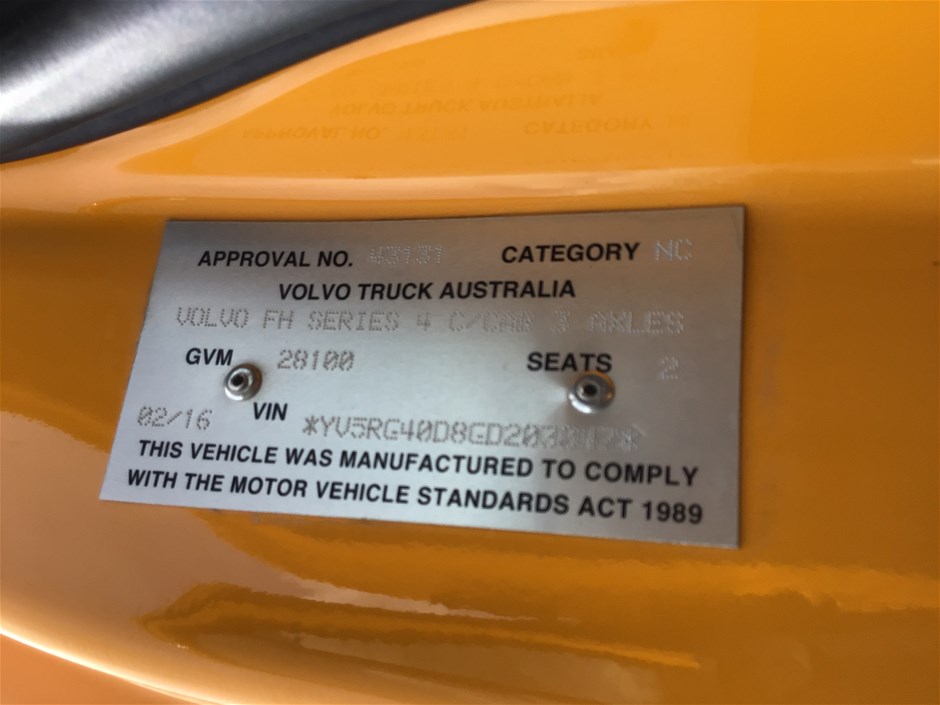 APPROVAL NO. 43131 CATEGORY NC
VOLVO TRUCK AUSTRALIA
VOLVO FH SERIES 4 C/CAB 3 AXLES
GVM 28100 SEATS 2
02/16 VIN
THIS VEHICLE WAS MANUFACTURED TO COMPLY
WITH THE MOTOR VEHICLE STANDARDS ACT 1989